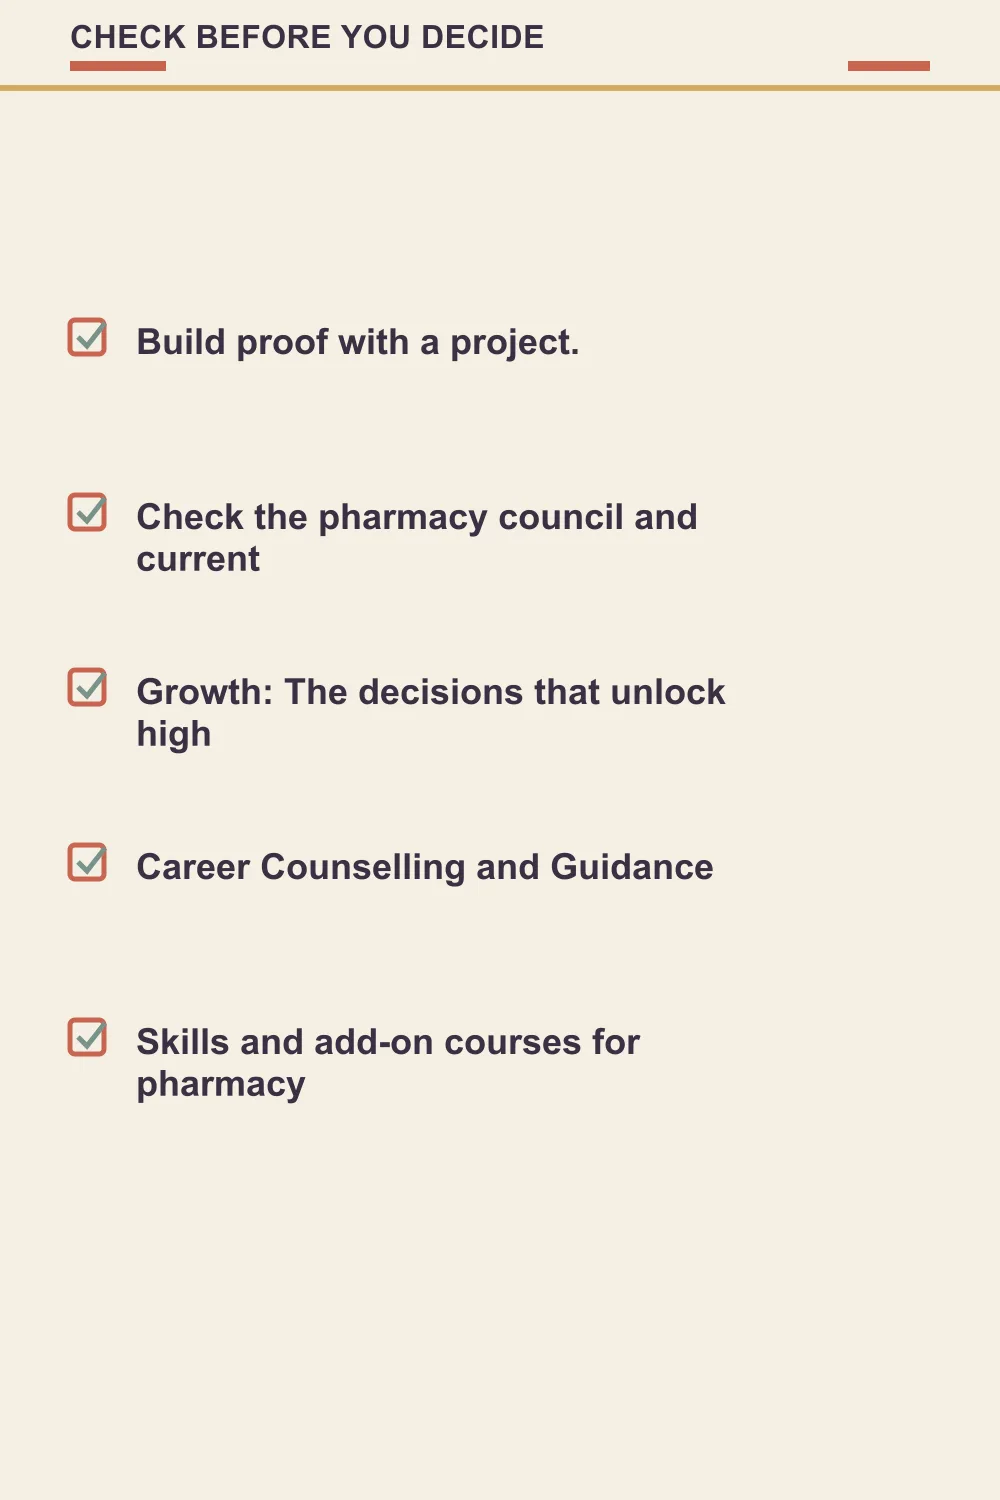 CHECK BEFORE YOU DECIDE
Build proof with a project.
Check the pharmacy council and
current
Growth: The decisions that unlock
high
Career Counselling and Guidance
Skills and add-on courses for
pharmacy